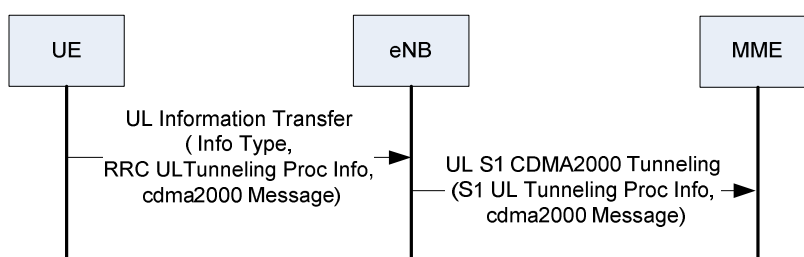 UE
eNB
MME
UL Information Transfer
( Info Type,
RRC ULTunneling Proc Info,
cdma2000 Message)
UL S1 CDMA2000 Tunneling
(S1 UL Tunneling Proc Info,
cdma2000 Message)